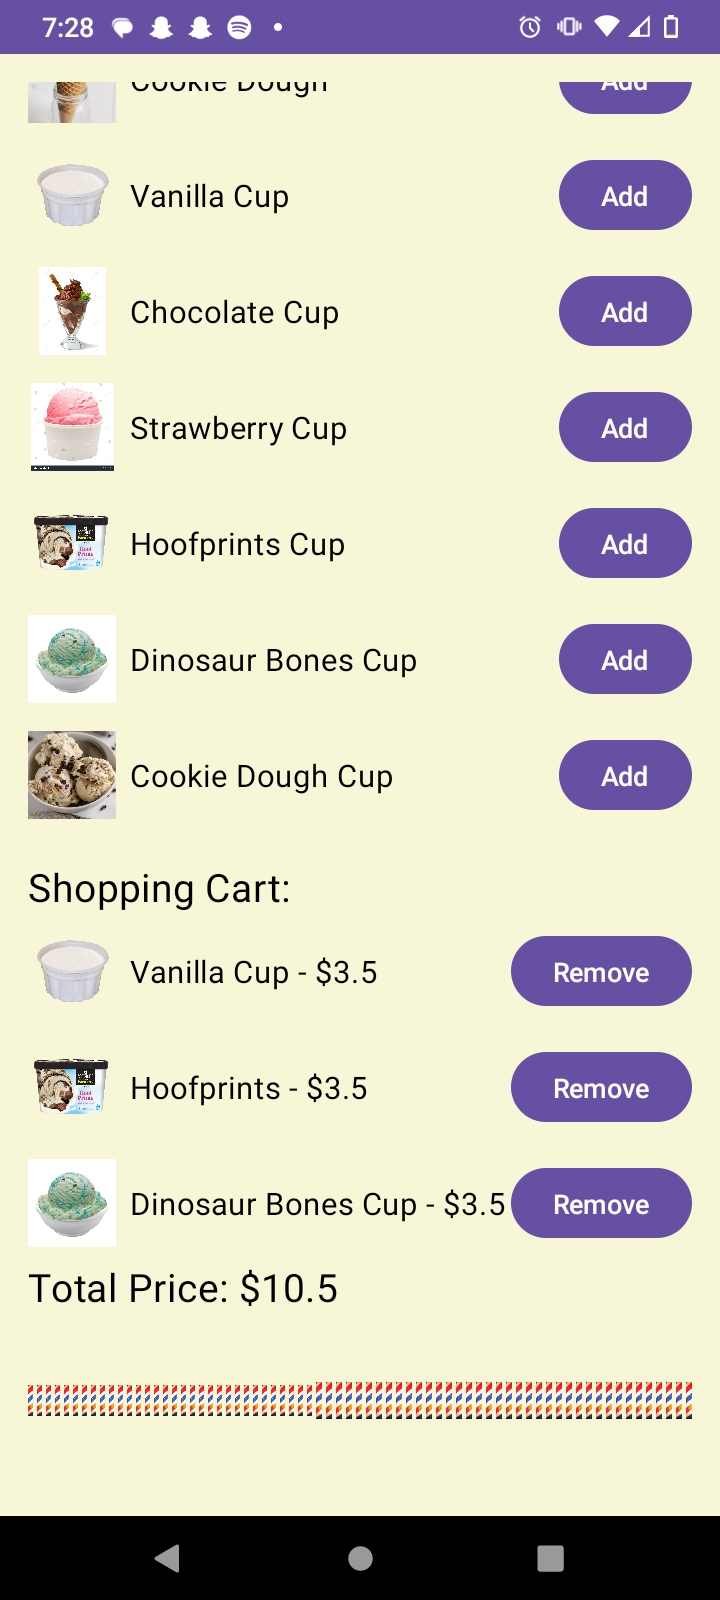 7:28
Cookie Dough
Add
Vanilla Cup
Add
Chocolate Cup
Add
Strawberry Cup
Add
Hoofprints Cup
Add
Dinosaur Bones Cup
Add
Cookie Dough Cup
Add
Shopping Cart:
Vanilla Cup - $3.5
Remove
Hoofprints - $3.5
Remove
Dinosaur Bones Cup - $3.5
Remove
Total Price: $10.5